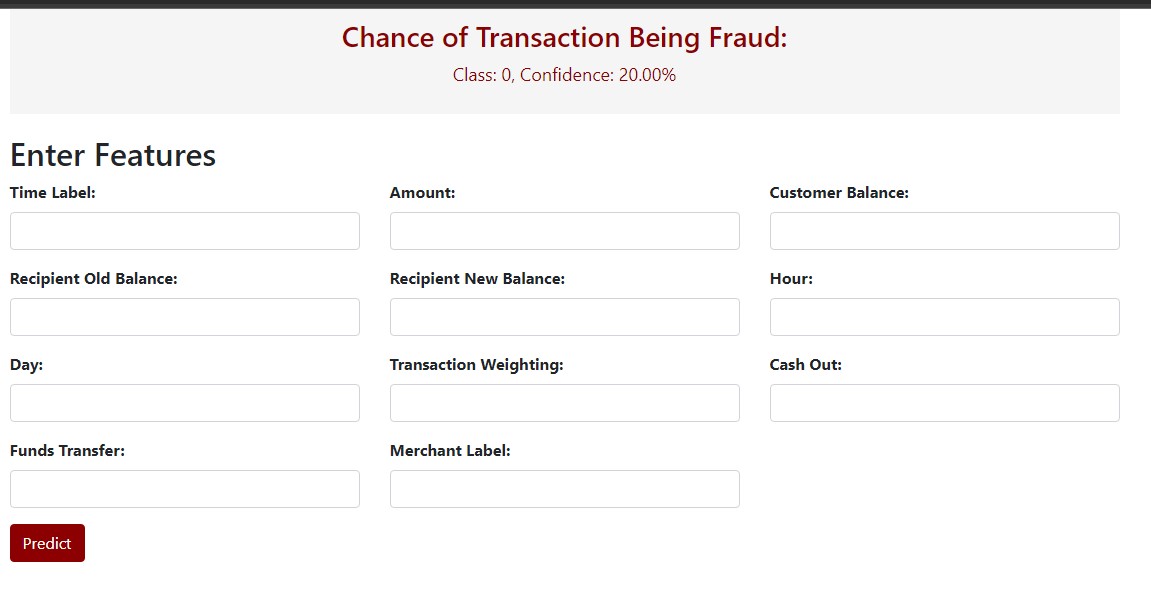 Chance of Transaction Being Fraud:
Class: 0, Confidence: 20.00%
Enter Features
Time Label:
Amount:
Customer Balance:
Recipient Old Balance:
Recipient New Balance:
Hour:
Day:
Transaction Weighting:
Cash Out:
Funds Transfer:
Merchant Label:
Predict